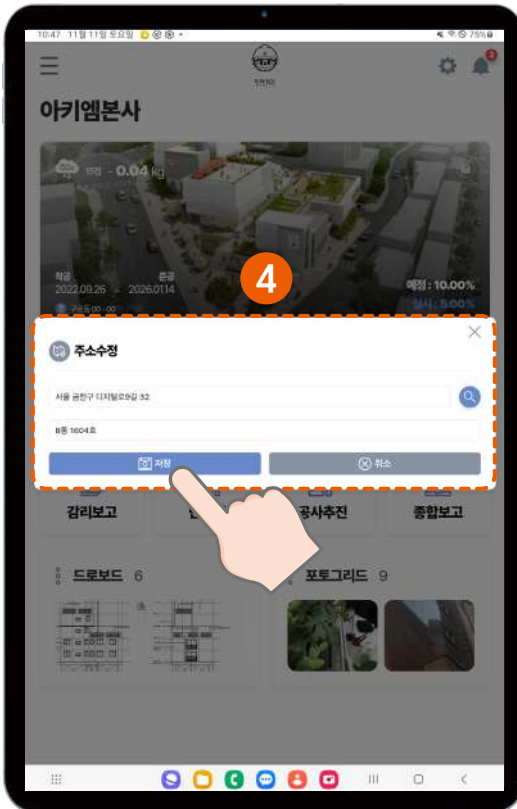 10:47 11월 11일 토요일
75%
2
아키엠본사
10점 - 0.04 kg
착공
준공
2022.09.26 - 2026.01.14
예정 : 10.00%
실시 : 5.00%
4
주소수정
서울 금천구 디지털로9길 32
B동 1604호
저장
취소
감리보고
공사추진
종합보고
드로보드 6
포토그리드 9